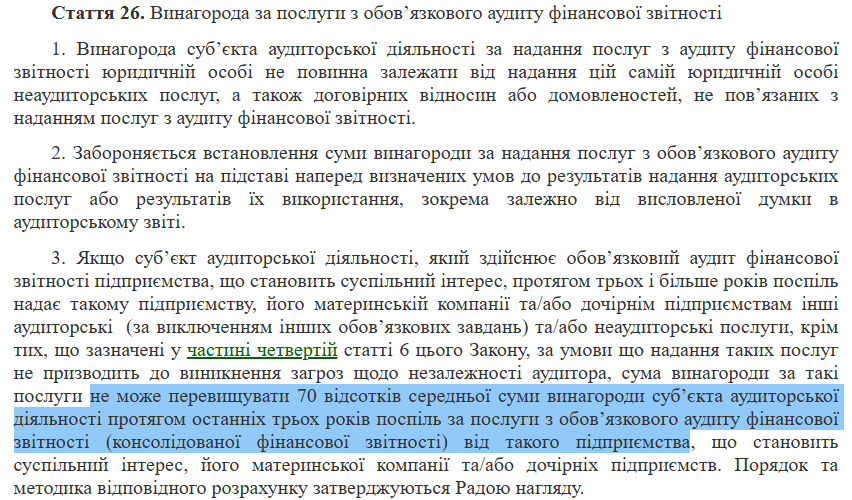 Стаття 26. Винагорода за послуги з обов’язкового аудиту фінансової звітності
1. Винагорода суб’єкта аудиторської діяльності за надання послуг з аудиту фінансової
звітності юридичній особі не повинна залежати від надання цій самій юридичній особі
неаудиторських послуг, а також договірних відносин або домовленостей, не пов’язаних з
наданням послуг з аудиту фінансової звітності.
2. Забороняється встановлення суми винагороди за надання послуг з обов’язкового аудиту
фінансової звітності на підставі наперед визначених умов до результатів надання аудиторських
послуг або результатів їх використання, зокрема залежно від висловленої думки в
аудиторському звіті.
3. Якщо суб’єкт аудиторської діяльності, який здійснює обов’язковий аудит фінансової
звітності підприємства, що становить суспільний інтерес, протягом трьох і більше років поспіль
надає такому підприємству, його материнській компанії та/або дочірнім підприємствам інші
аудиторські (за виключенням інших обов’язкових завдань) та/або неаудиторські послуги, крім
тих, що зазначені у частині четвертій статті 6 цього Закону, за умови що надання таких послуг
не призводить до виникнення загроз щодо незалежності аудитора, сума винагороди за такі
послуги не може перевищувати 70 відсотків середньої суми винагороди суб’єкта аудиторської
діяльності протягом останніх трьох років поспіль за послуги з обов’язкового аудиту фінансової
звітності (консолідованої фінансової звітності) від такого підприємства, що становить
суспільний інтерес, його материнської компанії та/або дочірніх підприємств. Порядок та
методика відповідного розрахунку затверджуються Радою нагляду.